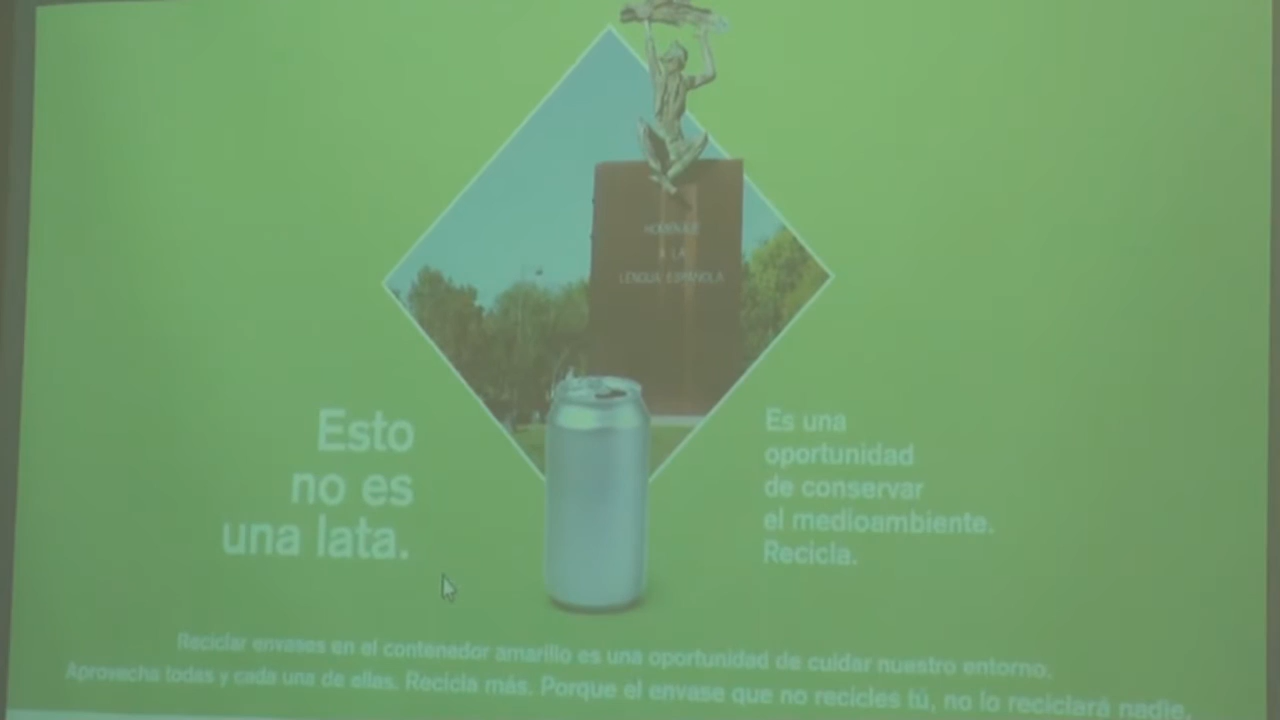 HOMENAJE
A LA
LENGUA ESPAÑOLA
Esto
no es
una lata.
Es una
oportunidad
de conservar
el medioambiente.
Recicla.
Reciclar envases en el contenedor amarillo es una oportunidad de cuidar nuestro entorno.
Aprovecha todas y cada una de ellas. Recicla más. Porque el envase que no recicles tú, no lo reciclará nadie.